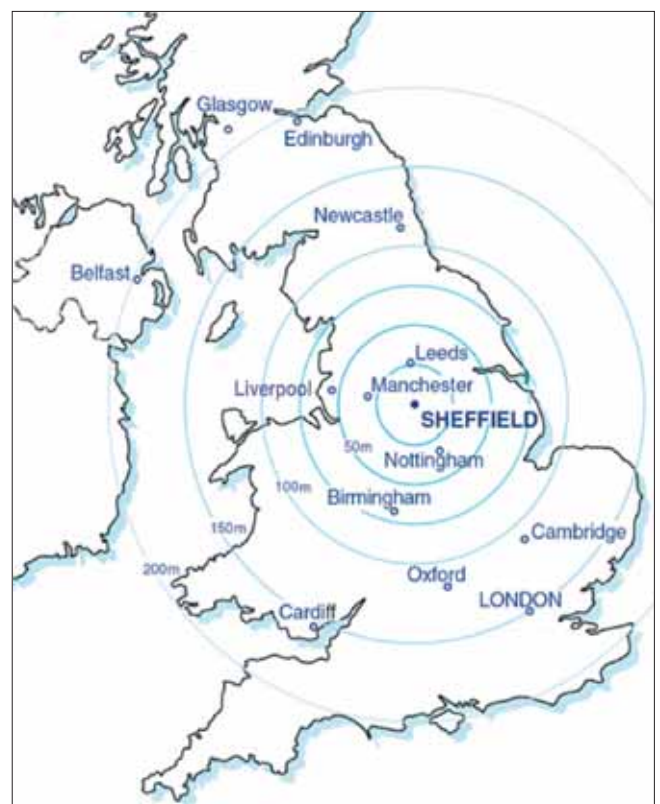 Glasgow
Edinburgh
Newcastle
Belfast
Leeds
Liverpool
Manchester
SHEFFIELD
50m
Nottingham
100m
Birmingham
150m
Cambridge
200m
Oxford
LONDON
Cardiff